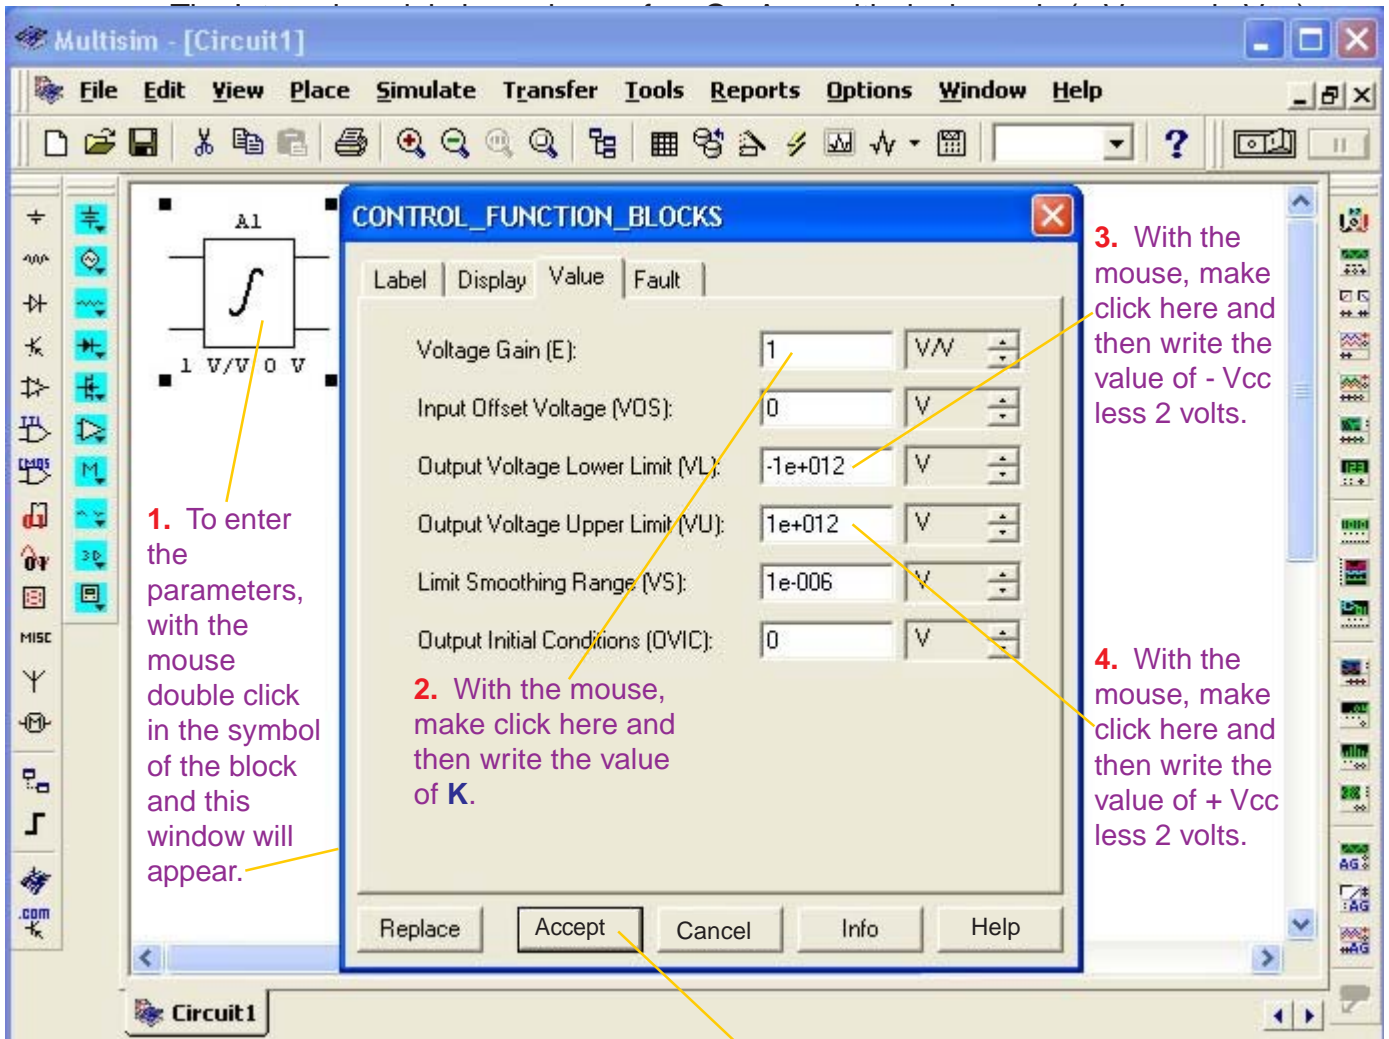 Multisim - [Circuit1]
File Edit View Place Simulate Transfer Tools Reports Options Window Help
A1
1 V/V 0 V
CONTROL_FUNCTION_BLOCKS
Label Display Value Fault
Voltage Gain (E): 1 V/V
Input Offset Voltage (VOS): 0 V
Output Voltage Lower Limit (VL): -1e+012 V
Output Voltage Upper Limit (VU): 1e+012 V
Limit Smoothing Range (VS): 1e-006 V
Output Initial Conditions (OVIC): 0 V
1. To enter
the
parameters,
with the
mouse
double click
in the symbol
of the block
and this
window will
appear.
2. With the mouse,
make click here and
then write the value
of K.
3. With the
mouse, make
click here and
then write the
value of - Vcc
less 2 volts.
4. With the
mouse, make
click here and
then write the
value of + Vcc
less 2 volts.
Replace Accept Cancel Info Help
TTL
CMOS
MISC
M
3D
.com
AG
AG
AG
Circuit1